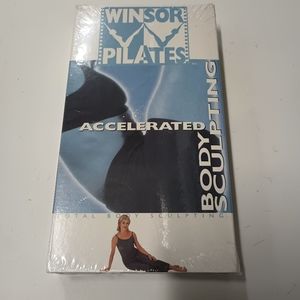 WINSOR
PILATES
ACCELERATED
BODY
SCULPTING
TOTAL BODY SCULPTING